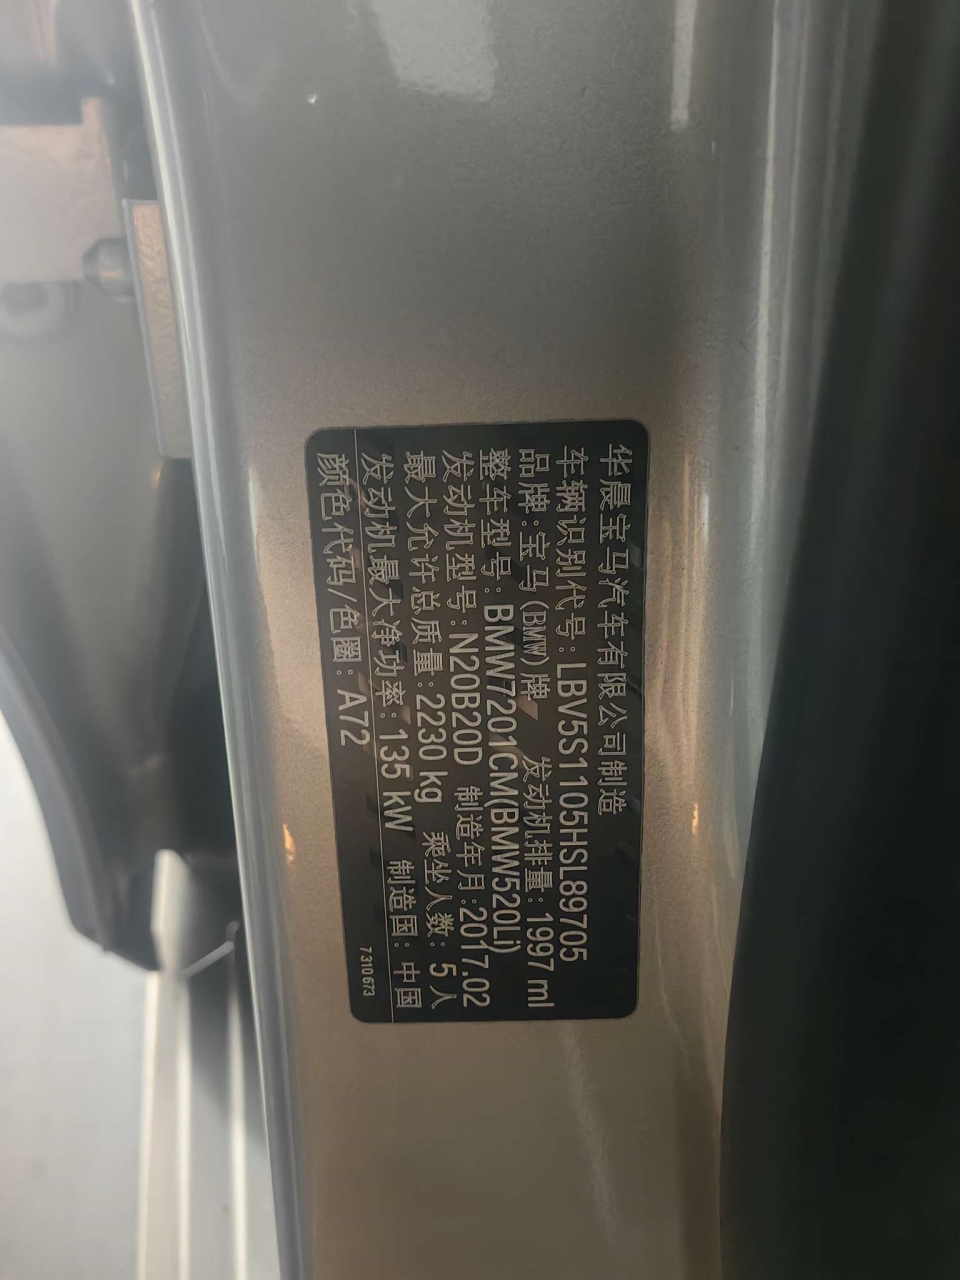 华晨宝马汽车有限公司制造
车辆识别代号: LBV5S1105HSL89705
品牌:宝马(BMW)牌 发动机排量: 1997 ml
整车型号: BMW7201CM(BMW520Li)
发动机型号: N20B20D 制造年月:2017.02
最大允许总质量: 2230 kg 乘坐人数: 5 人
发动机最大净功率: 135 kW 制造国: 中国
颜色代码/色圈: A72 7 310 673